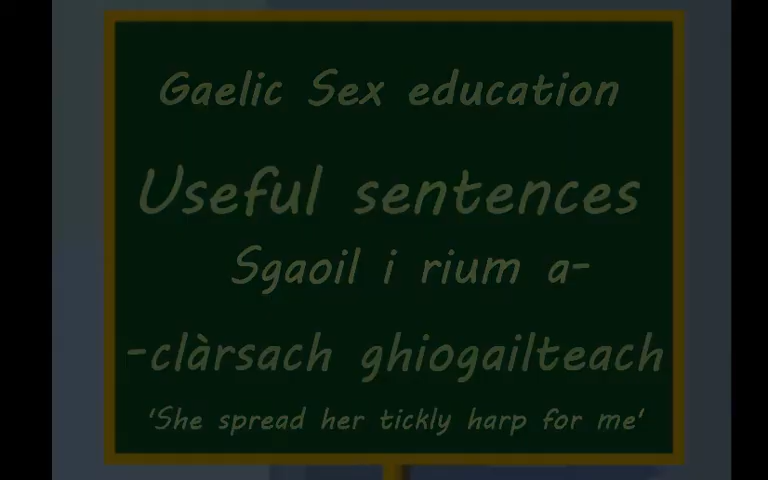 Gaelic Sex education
Useful sentences
Sgaoil i rium a-
-clàrsach ghiogailteach
'She spread her tickly harp for me'